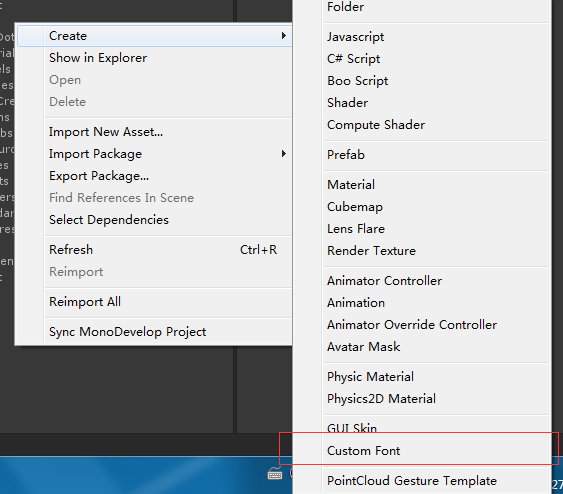 Create
Show in Explorer
Open
Delete
Import New Asset...
Import Package
Export Package...
Find References In Scene
Select Dependencies
Refresh Ctrl+R
Reimport
Reimport All
Sync MonoDevelop Project
Folder
Javascript
C# Script
Boo Script
Shader
Compute Shader
Prefab
Material
Cubemap
Lens Flare
Render Texture
Animator Controller
Animation
Animator Override Controller
Avatar Mask
Physic Material
Physics2D Material
GUI Skin
Custom Font
PointCloud Gesture Template
27